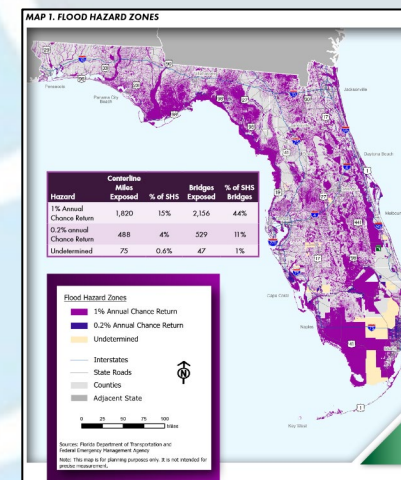 MAP 1. FLOOD HAZARD ZONES
Pensacola
Panama City Beach
Jacksonville
Daytona Beach
Hazard Centerline Miles Exposed % of SHS Bridges Exposed % of SHS Bridges
1% Annual Chance Return 1,820 15% 2,156 44%
0.2% annual Chance Return 488 4% 529 11%
Undetermined 75 0.6% 47 1%
Cape Coral
Naples
Key West
Flood Hazard Zones
1% Annual Chance Return
0.2% Annual Chance Return
Undetermined
Interstates
State Roads
Counties
Adjacent State
N
0 25 50 75 100
Miles
Sources: Florida Department of Transportation and
Federal Emergency Management Agency
Note: This map is for planning purposes only. It is not intended for
precise measurement.